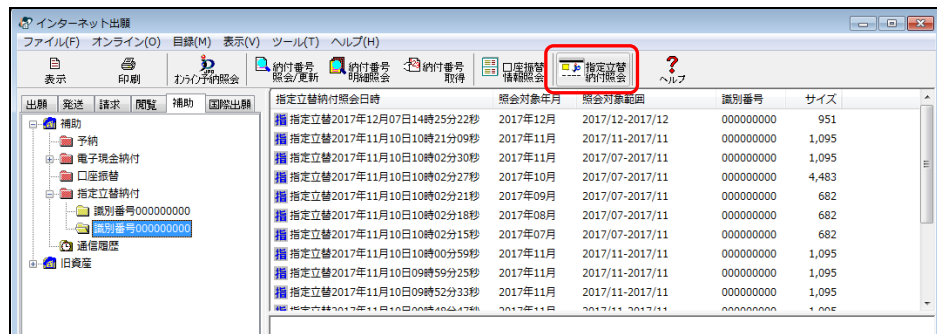 インターネット出願
ファイル(F) オンライン(O) 目録(M) 表示(V) ツール(T) ヘルプ(H)
表示 印刷 オンライン予納照会 納付番号照会/更新 納付番号明細照会 納付番号取得 口座振替情報照会 指定立替納付照会 ヘルプ
出願 発送 請求 閲覧 補助 国際出願
補助
予納
電子現金納付
口座振替
指定立替納付
識別番号000000000
識別番号000000000
通信履歴
旧資産
指定立替納付照会日時 照会対象年月 照会対象範囲 識別番号 サイズ
指 指定立替2017年12月07日14時25分22秒 2017年12月 2017/12-2017/12 000000000 951
指 指定立替2017年11月10日10時21分09秒 2017年11月 2017/11-2017/11 000000000 1,095
指 指定立替2017年11月10日10時02分30秒 2017年11月 2017/07-2017/11 000000000 1,095
指 指定立替2017年11月10日10時02分27秒 2017年10月 2017/07-2017/11 000000000 4,483
指 指定立替2017年11月10日10時02分21秒 2017年09月 2017/07-2017/11 000000000 682
指 指定立替2017年11月10日10時02分18秒 2017年08月 2017/07-2017/11 000000000 682
指 指定立替2017年11月10日10時02分15秒 2017年07月 2017/07-2017/11 000000000 682
指 指定立替2017年11月10日10時00分59秒 2017年11月 2017/11-2017/11 000000000 1,095
指 指定立替2017年11月10日09時59分25秒 2017年11月 2017/11-2017/11 000000000 1,095
指 指定立替2017年11月10日09時52分33秒 2017年11月 2017/11-2017/11 000000000 1,095